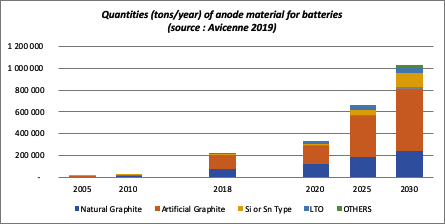 Quantities (tons/year) of anode material for batteries
(source : Avicenne 2019)
1 200 000
1 000 000
800 000
600 000
400 000
200 000
-
2005 2010 2018 2020 2025 2030
Natural Graphite Artificial Graphite Si or Sn Type LTO OTHERS